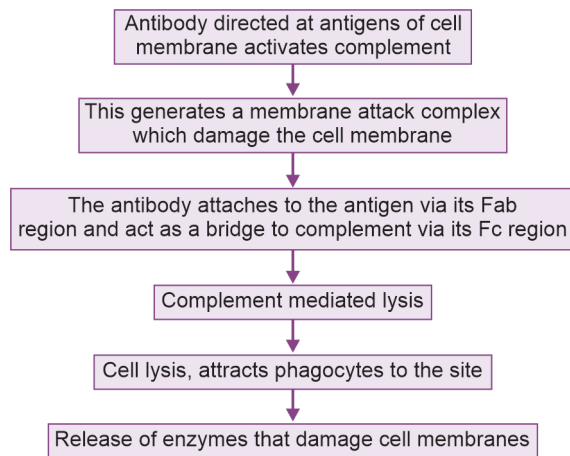 Antibody directed at antigens of cell
membrane activates complement
This generates a membrane attack complex
which damage the cell membrane
The antibody attaches to the antigen via its Fab
region and act as a bridge to complement via its Fc region
Complement mediated lysis
Cell lysis, attracts phagocytes to the site
Release of enzymes that damage cell membranes